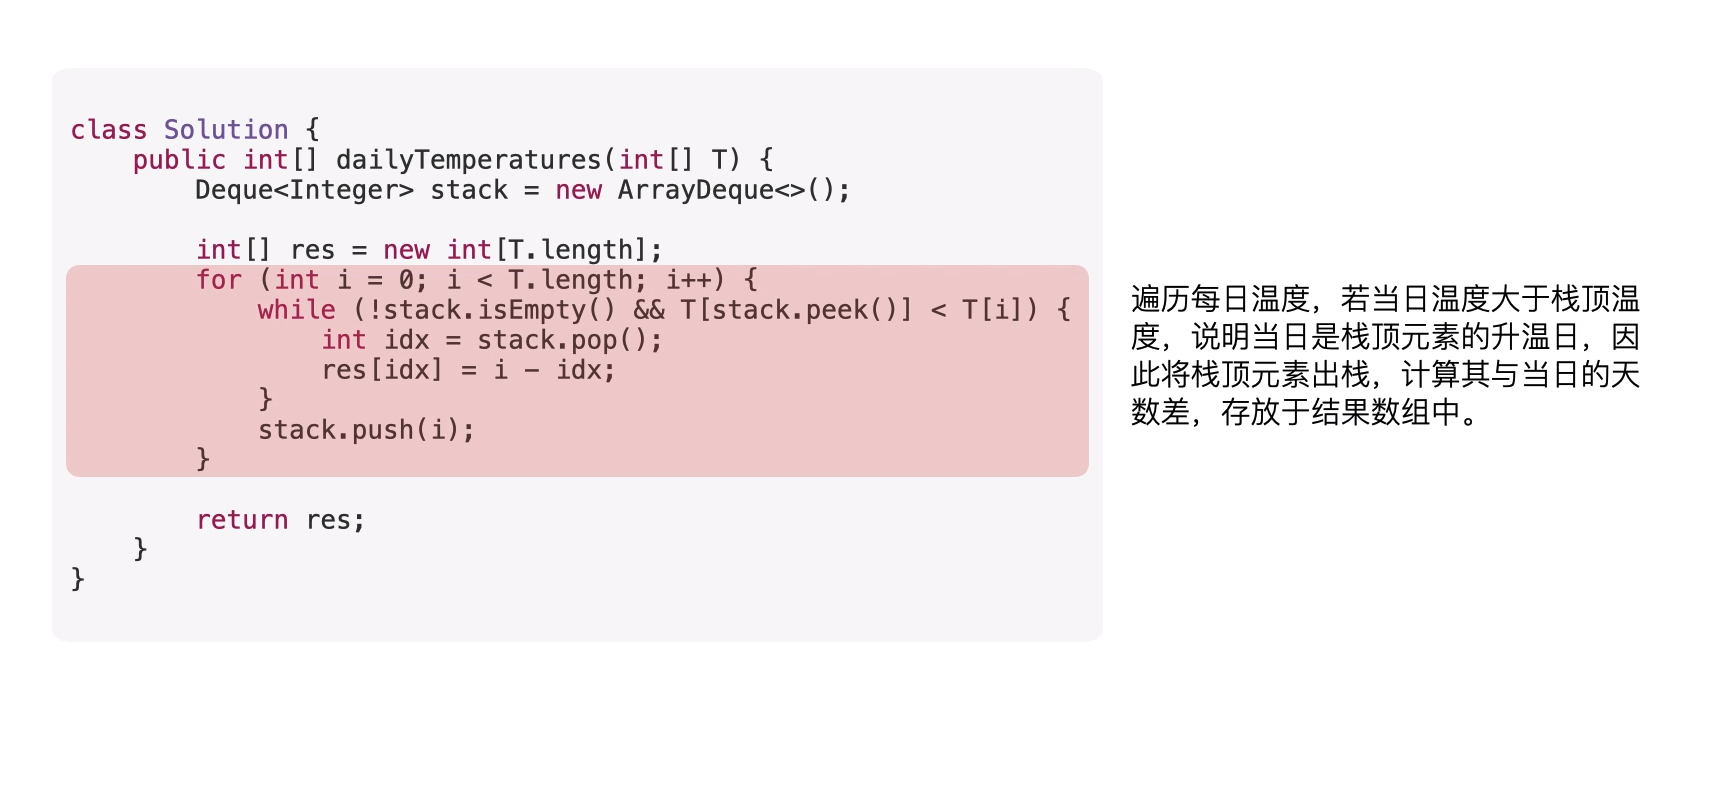 class Solution {
    public int[] dailyTemperatures(int[] T) {
        Deque<Integer> stack = new ArrayDeque<>();
        int[] res = new int[T.length];
        for (int i = 0; i < T.length; i++) {
            while (!stack.isEmpty() && T[stack.peek()] < T[i]) {
                int idx = stack.pop();
                res[idx] = i - idx;
            }
            stack.push(i);
        }
        return res;
    }
}
遍历每日温度，若当日温度大于栈顶温
度，说明当日是栈顶元素的升温日，因
此将栈顶元素出栈，计算其与当日的天
数差，存放于结果数组中。